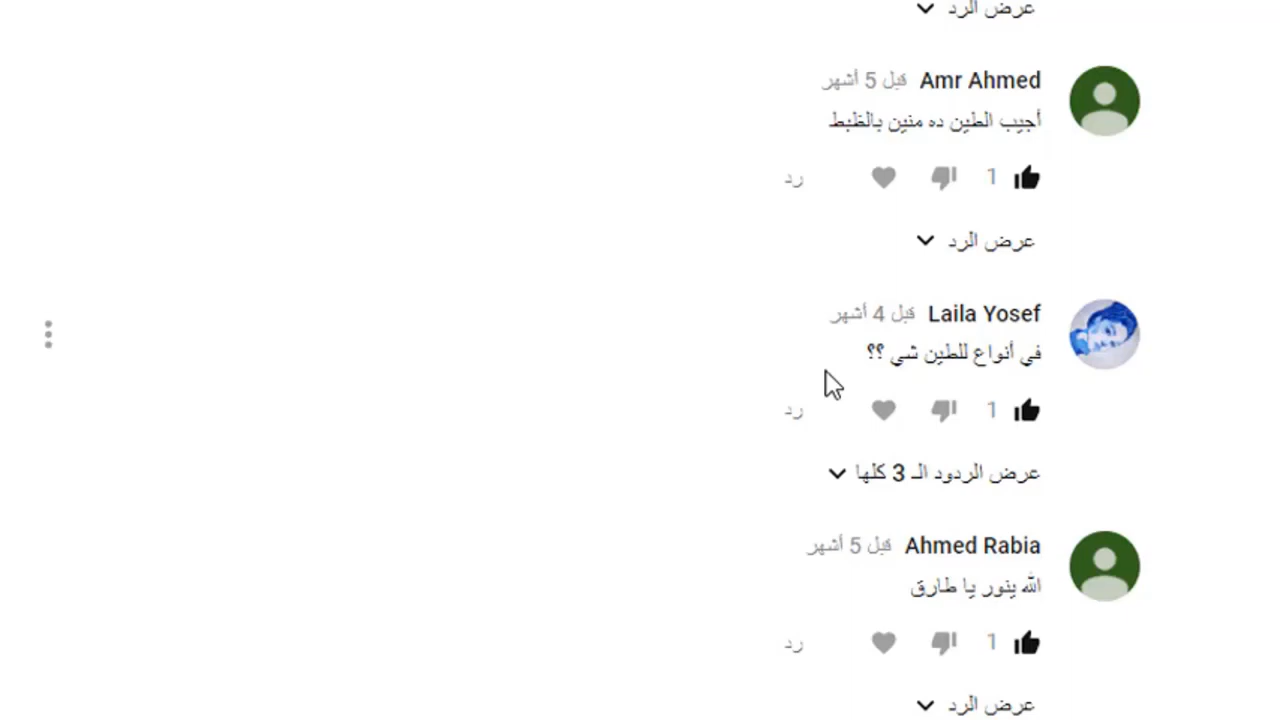 عرض الرد
Amr Ahmed قبل 5 أشهر
أجيب الطين ده منين بالظبط
1 رد
عرض الرد
Laila Yosef قبل 4 أشهر
في أنواع للطين شي ؟؟
1 رد
عرض الردود الـ 3 كلها
Ahmed Rabia قبل 5 أشهر
الله ينور يا طارق
1 رد
عرض الرد